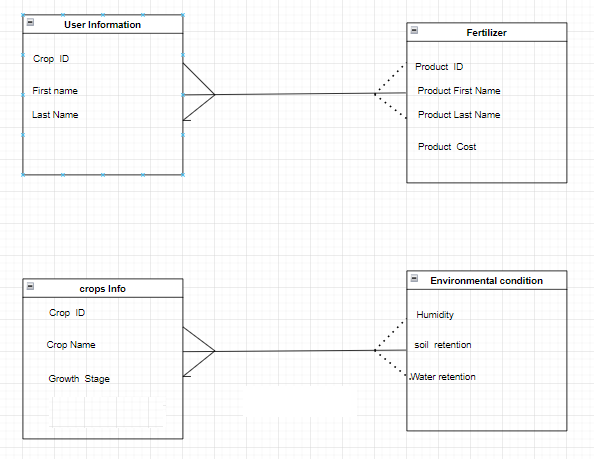 User Information
Crop ID
First name
Last Name
Fertilizer
Product ID
Product First Name
Product Last Name
Product Cost
crops Info
Crop ID
Crop Name
Growth Stage
Environmental condition
Humidity
soil retention
Water retention